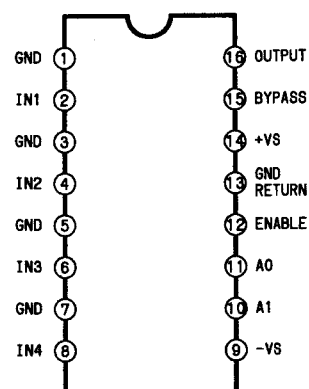 GND 1 16 OUTPUT
IN1 2 15 BYPASS
GND 3 14 +VS
IN2 4 13 GND RETURN
GND 5 12 ENABLE
IN3 6 11 A0
GND 7 10 A1
IN4 8 9 -VS